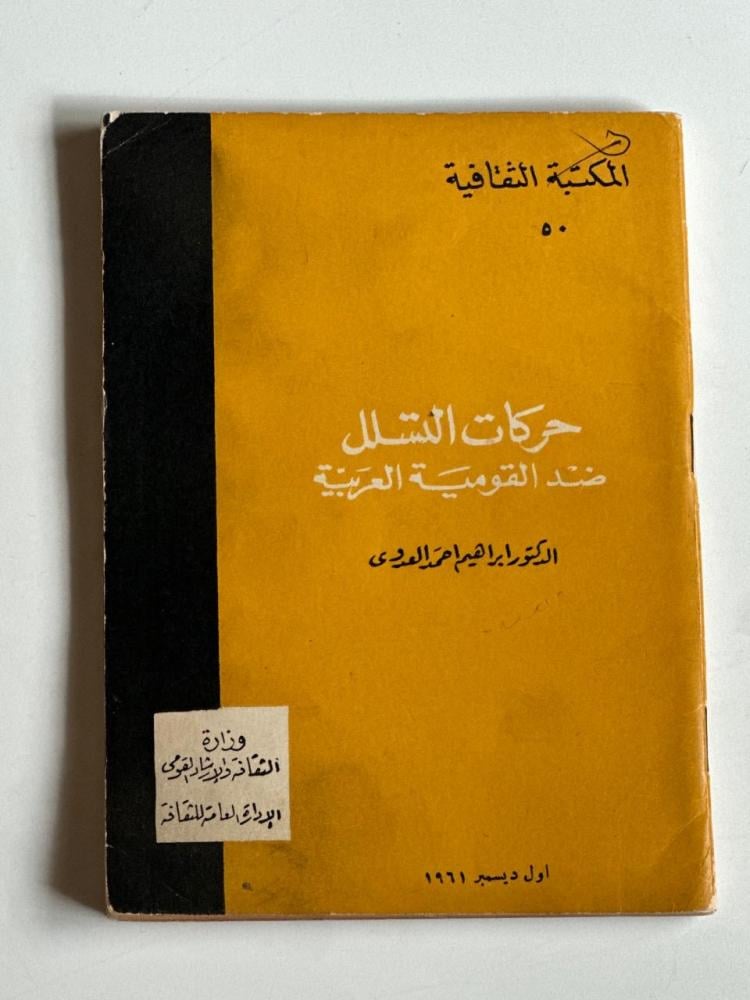 المكتبة الثقافية
٥٠
حركات التسلل
ضد القومية العربية
الدكتور ابراهيم احمد العدوى
وزارة
الثقافة والإرشاد القومى
الإدارة العامة للثقافة
اول ديسمبر ١٩٦١